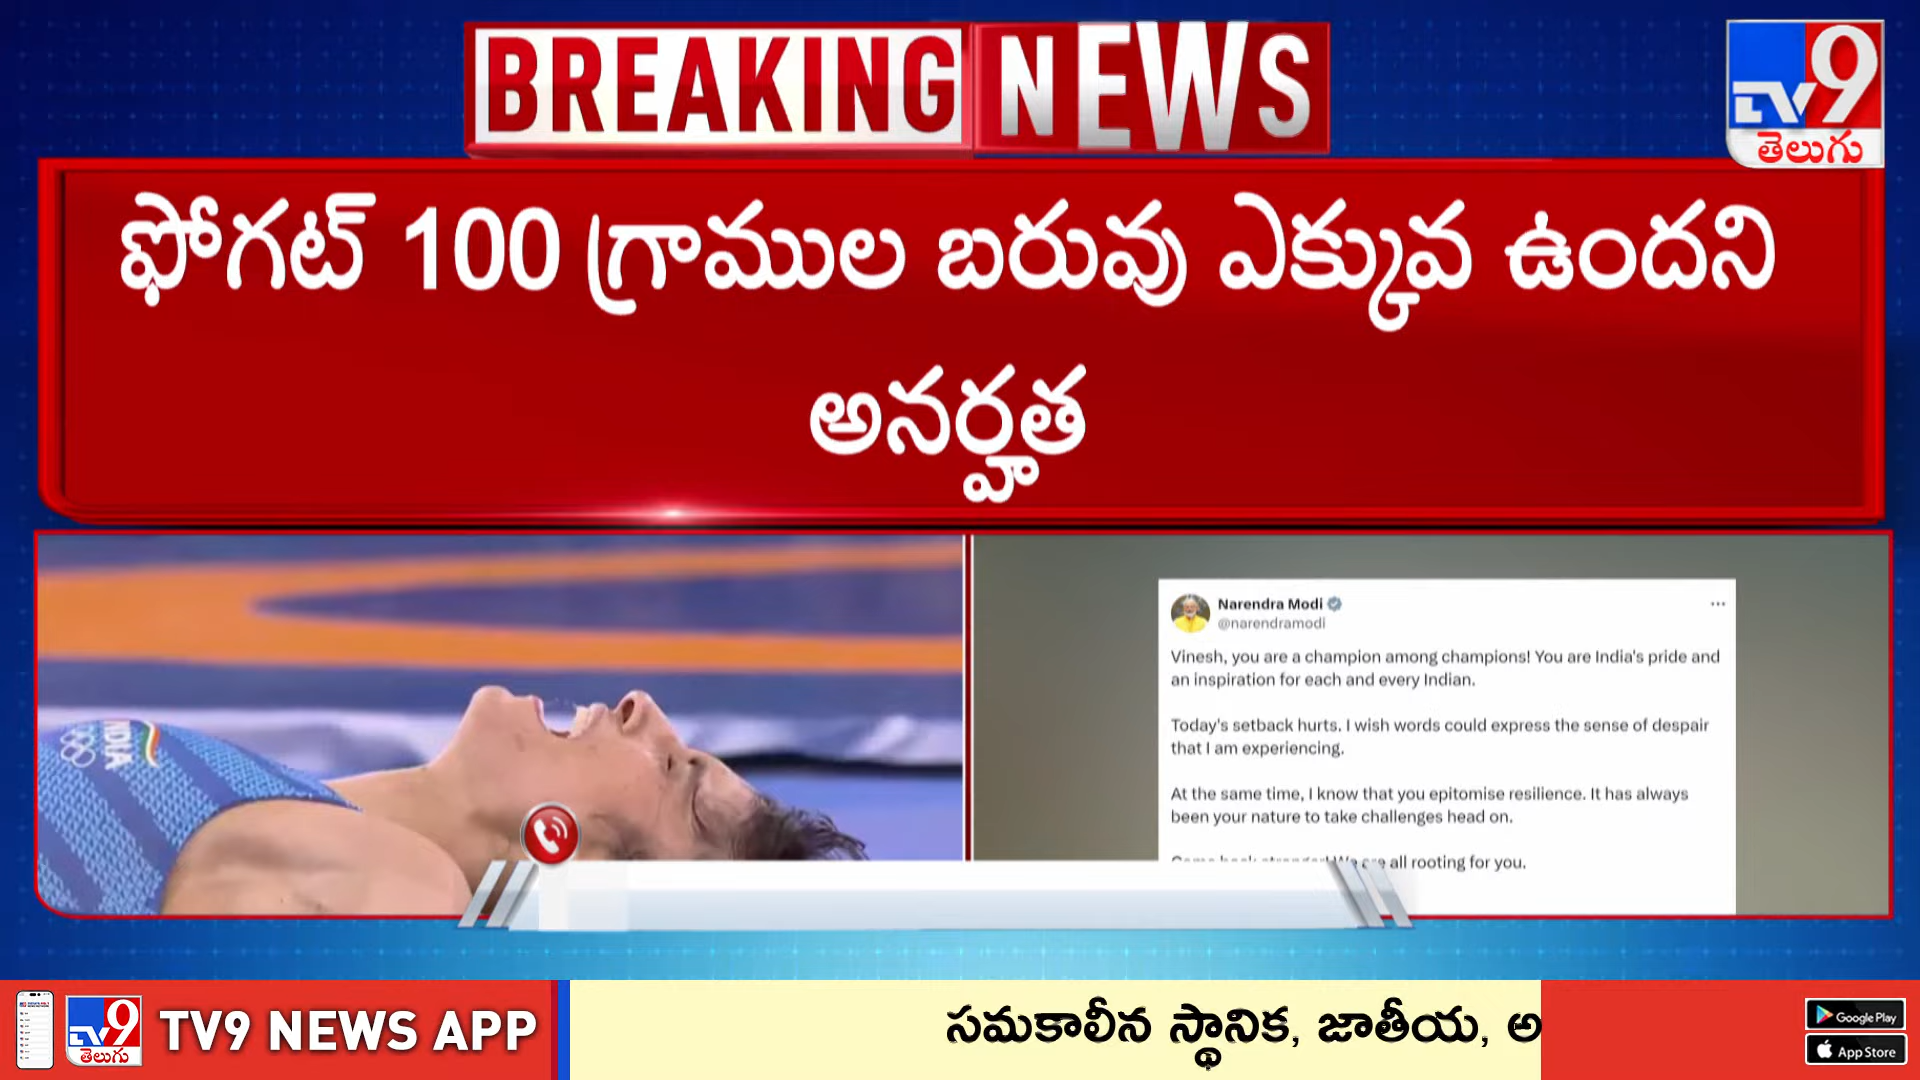 BREAKING NEWS
TV9
తెలుగు
ఫోగట్ 100 గ్రాముల బరువు ఎక్కువ ఉందని
అనర్హత
INDIA
Narendra Modi
@narendramodi
Vinesh, you are a champion among champions! You are India's pride and
an inspiration for each and every Indian.
Today's setback hurts. I wish words could express the sense of despair
that I am experiencing.
At the same time, I know that you epitomise resilience. It has always
been your nature to take challenges head on.
all rooting for you.
TV9
తెలుగు
TV9 NEWS APP
సమకాలీన స్థానిక, జాతీయ, అ
Google Play
App Store